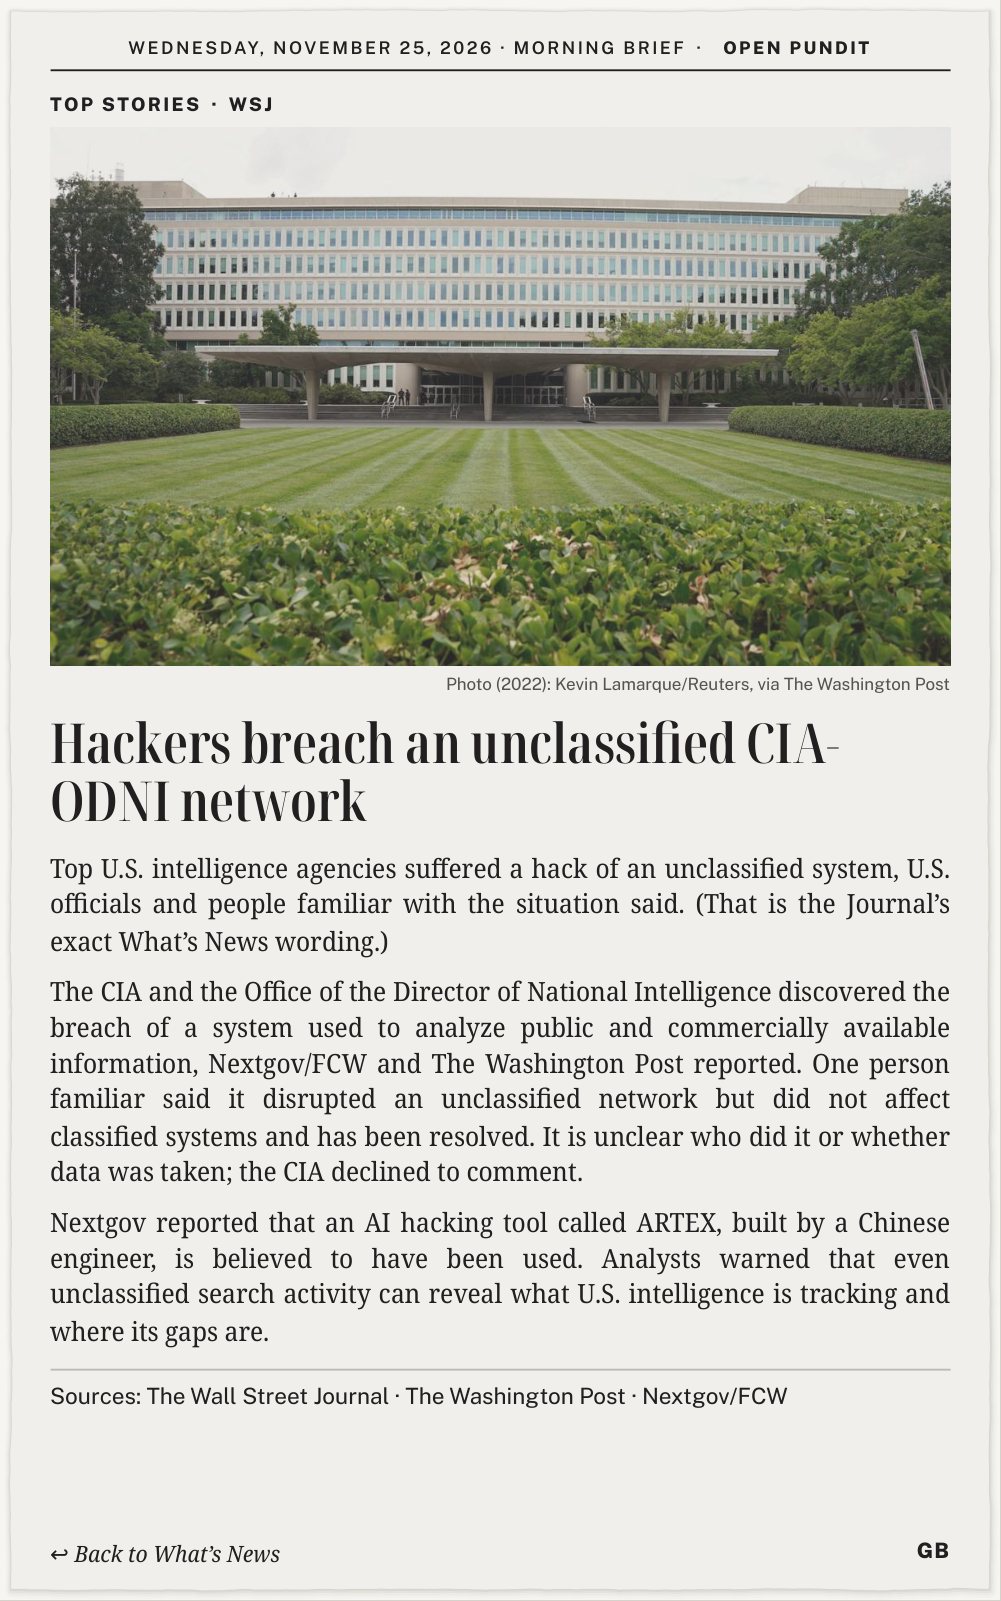 WEDNESDAY, NOVEMBER 25, 2026 · MORNING BRIEF · OPEN PUNDIT
TOP STORIES · WSJ
Photo (2022): Kevin Lamarque/Reuters, via The Washington Post
Hackers breach an unclassified CIA-
ODNI network
Top U.S. intelligence agencies suffered a hack of an unclassified system, U.S.
officials and people familiar with the situation said. (That is the Journal’s
exact What’s News wording.)
The CIA and the Office of the Director of National Intelligence discovered the
breach of a system used to analyze public and commercially available
information, Nextgov/FCW and The Washington Post reported. One person
familiar said it disrupted an unclassified network but did not affect
classified systems and has been resolved. It is unclear who did it or whether
data was taken; the CIA declined to comment.
Nextgov reported that an AI hacking tool called ARTEX, built by a Chinese
engineer, is believed to have been used. Analysts warned that even
unclassified search activity can reveal what U.S. intelligence is tracking and
where its gaps are.
Sources: The Wall Street Journal · The Washington Post · Nextgov/FCW
↩ Back to What’s News
GB